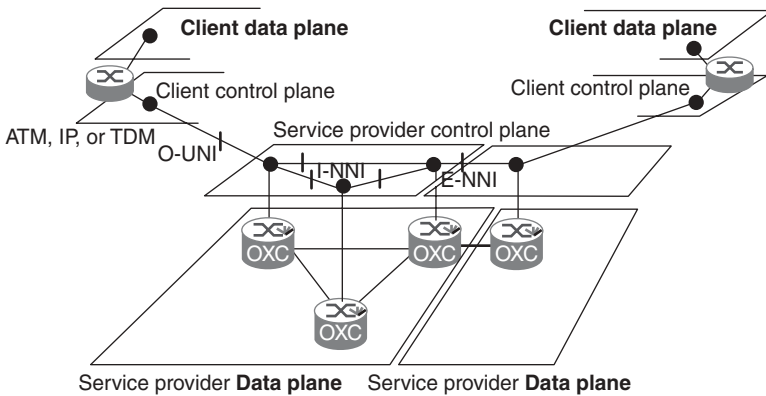 Client data plane
Client data plane
Client control plane
Client control plane
ATM, IP, or TDM
Service provider control plane
O-UNI
I-NNI
E-NNI
OXC
OXC
OXC
OXC
Service provider Data plane
Service provider Data plane